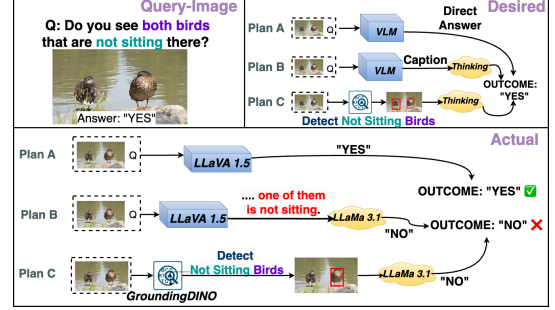 Query-Image
Q: Do you see both birds
that are not sitting there?
Answer: "YES"
Desired
Plan A
Q
VLM
Direct
Answer
Plan B
Q
VLM
Caption
Thinking
OUTCOME:
"YES"
Plan C
Thinking
Detect Not Sitting Birds
Actual
Plan A
Q
LLaVA 1.5
"YES"
OUTCOME: "YES"
Plan B
Q
LLaVA 1.5
.... one of them
is not sitting.
LLaMa 3.1
"NO"
OUTCOME: "NO"
Plan C
GroundingDINO
Detect
Not Sitting Birds
LLaMa 3.1
"NO"